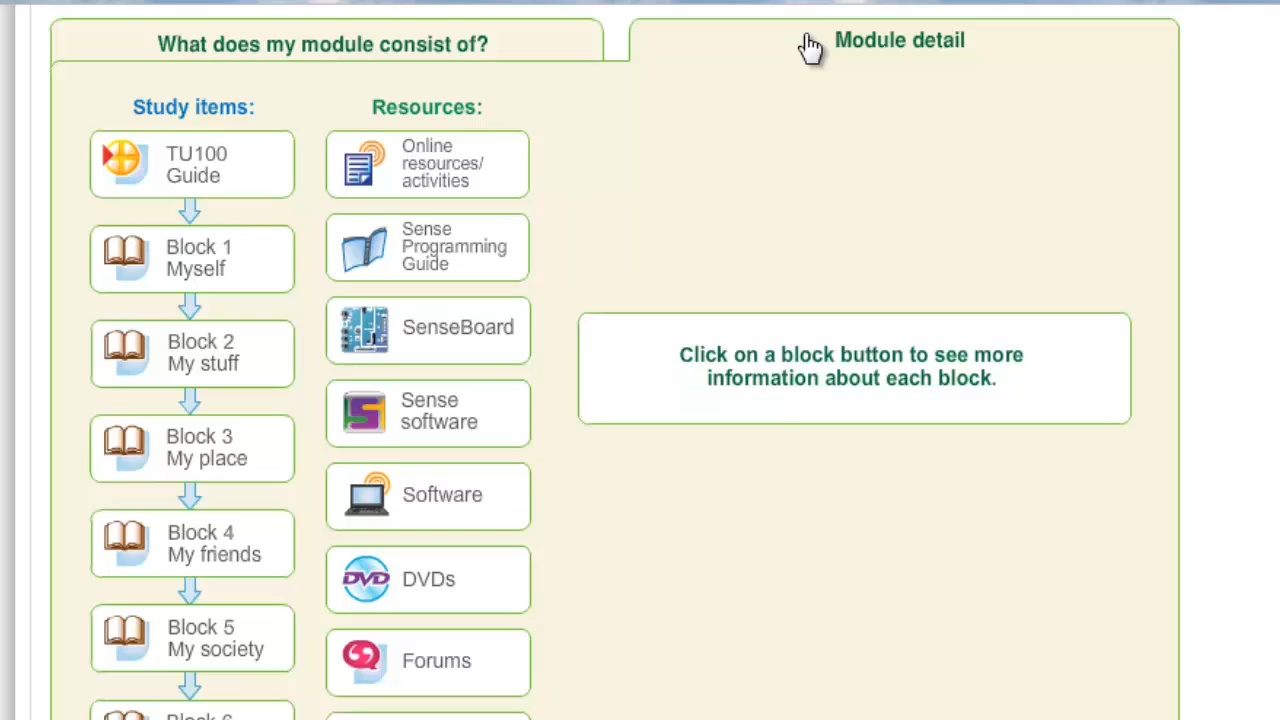 What does my module consist of?
Module detail
Study items:
Resources:
TU100
Guide
Block 1
Myself
Block 2
My stuff
Block 3
My place
Block 4
My friends
Block 5
My society
Block 6
Online
resources/
activities
Sense
Programming
Guide
SenseBoard
Sense
software
Software
DVD
DVDs
Forums
Click on a block button to see more
information about each block.